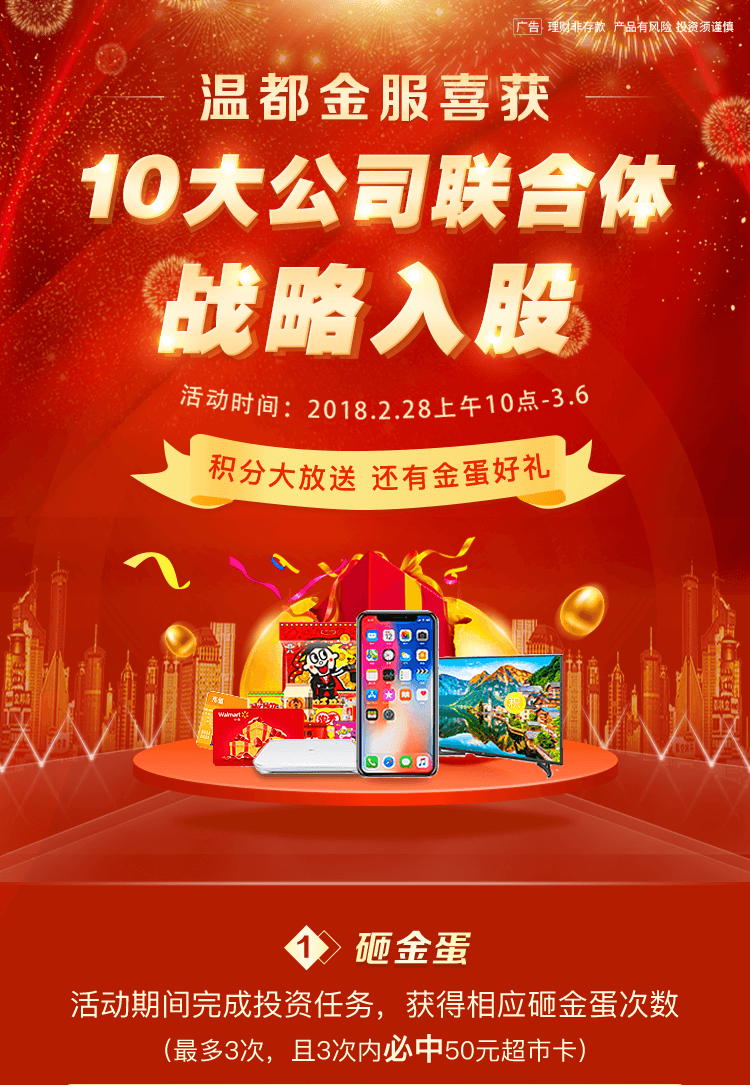 广告 理财非存款 产品有风险 投资须谨慎
温都金服喜获
10大公司联合体
战略入股
活动时间：2018.2.28上午10点-3.6
积分大放送 还有金蛋好礼
Walmart
积
1 砸金蛋
活动期间完成投资任务，获得相应砸金蛋次数
（最多3次，且3次内必中50元超市卡）